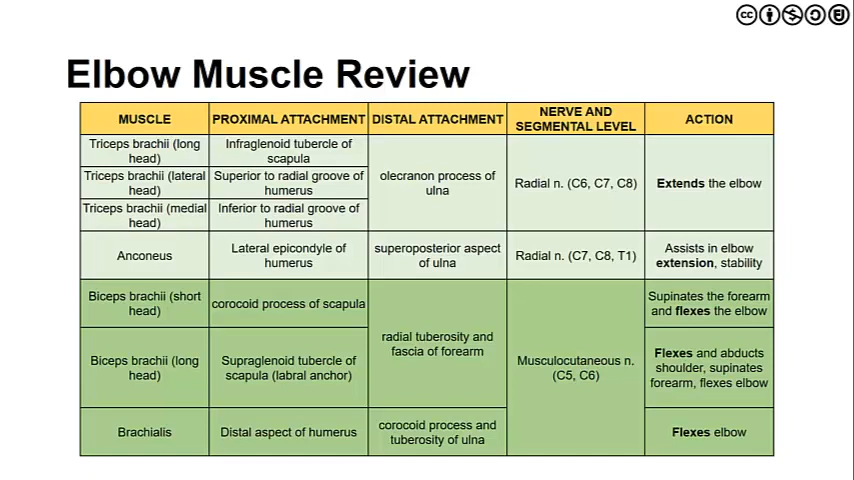 Elbow Muscle Review
MUSCLE PROXIMAL ATTACHMENT DISTAL ATTACHMENT NERVE AND
SEGMENTAL LEVEL ACTION
Triceps brachii (long
head)
Infraglenoid tubercle of
scapula
olecranon process of
ulna
Radial n. (C6, C7, C8)
Extends the elbow
Triceps brachii (lateral
head)
Superior to radial groove of
humerus
Triceps brachii (medial
head)
Inferior to radial groove of
humerus
Anconeus
Lateral epicondyle of
humerus
superoposterior aspect
of ulna
Radial n. (C7, C8, T1)
Assists in elbow
extension, stability
Biceps brachii (short
head)
corocoid process of scapula
radial tuberosity and
fascia of forearm
Musculocutaneous n.
(C5, C6)
Supinates the forearm
and flexes the elbow
Biceps brachii (long
head)
Supraglenoid tubercle of
scapula (labral anchor)
Flexes and abducts
shoulder, supinates
forearm, flexes elbow
Brachialis
Distal aspect of humerus
corocoid process and
tuberosity of ulna
Flexes elbow